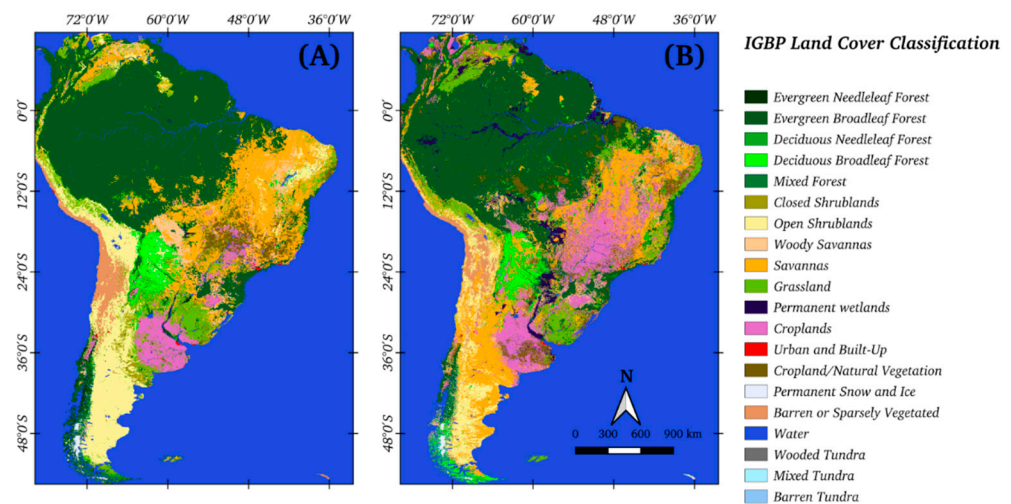 72°0'W 60°0'W 48°0'W 36°0'W
72°0'W 60°0'W 48°0'W 36°0'W
(A)
(B)
0°0'
12°0'S
24°0'S
36°0'S
48°0'S
0°0'
12°0'S
24°0'S
36°0'S
48°0'S
N
0 300 600 900 km
IGBP Land Cover Classification
Evergreen Needleleaf Forest
Evergreen Broadleaf Forest
Deciduous Needleleaf Forest
Deciduous Broadleaf Forest
Mixed Forest
Closed Shrublands
Open Shrublands
Woody Savannas
Savannas
Grassland
Permanent wetlands
Croplands
Urban and Built-Up
Cropland/Natural Vegetation
Permanent Snow and Ice
Barren or Sparsely Vegetated
Water
Wooded Tundra
Mixed Tundra
Barren Tundra